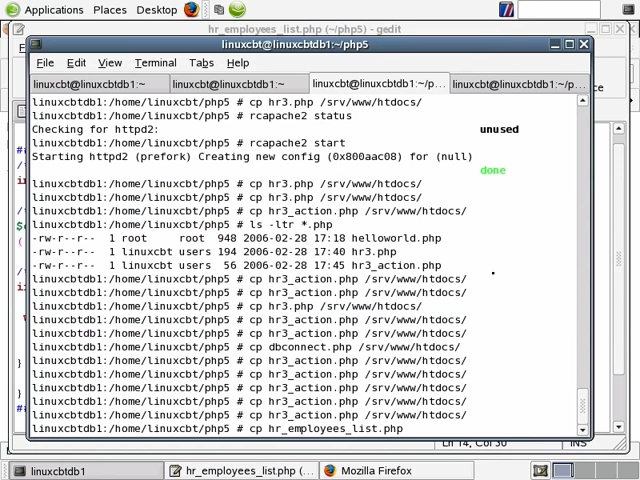 Applications Places Desktop
hr_employees_list.php (~/php5) - gedit
linuxcbt@linuxcbtdb1:~/php5
File Edit View Terminal Tabs Help
linuxcbt@linuxcbtdb1:~ linuxcbt@linuxcbtdb1:~ linuxcbt@linuxcbtdb1:~/p... linuxcbt@linuxcbtdb1:~/p...
linuxcbtdb1:/home/linuxcbt/php5 # cp hr3.php /srv/www/htdocs/
linuxcbtdb1:/home/linuxcbt/php5 # rcapache2 status
Checking for httpd2: unused
linuxcbtdb1:/home/linuxcbt/php5 # rcapache2 start
Starting httpd2 (prefork) Creating new config (0x800aac08) for (null)
done
linuxcbtdb1:/home/linuxcbt/php5 # cp hr3.php /srv/www/htdocs/
linuxcbtdb1:/home/linuxcbt/php5 # cp hr3.php /srv/www/htdocs/
linuxcbtdb1:/home/linuxcbt/php5 # cp hr3_action.php /srv/www/htdocs/
linuxcbtdb1:/home/linuxcbt/php5 # ls -ltr *.php
-rw-r--r-- 1 root root 948 2006-02-28 17:18 helloworld.php
-rw-r--r-- 1 linuxcbt users 194 2006-02-28 17:40 hr3.php
-rw-r--r-- 1 linuxcbt users 56 2006-02-28 17:45 hr3_action.php
linuxcbtdb1:/home/linuxcbt/php5 # cp hr3_action.php /srv/www/htdocs/
linuxcbtdb1:/home/linuxcbt/php5 # cp hr3_action.php /srv/www/htdocs/
linuxcbtdb1:/home/linuxcbt/php5 # cp hr3.php /srv/www/htdocs/
linuxcbtdb1:/home/linuxcbt/php5 # cp hr3_action.php /srv/www/htdocs/
linuxcbtdb1:/home/linuxcbt/php5 # cp hr3_action.php /srv/www/htdocs/
linuxcbtdb1:/home/linuxcbt/php5 # cp dbconnect.php /srv/www/htdocs/
linuxcbtdb1:/home/linuxcbt/php5 # cp hr3_action.php /srv/www/htdocs/
linuxcbtdb1:/home/linuxcbt/php5 # cp hr3_action.php /srv/www/htdocs/
linuxcbtdb1:/home/linuxcbt/php5 # cp hr3_action.php /srv/www/htdocs/
linuxcbtdb1:/home/linuxcbt/php5 # cp hr3_action.php /srv/www/htdocs/
linuxcbtdb1:/home/linuxcbt/php5 # cp hr3_action.php /srv/www/htdocs/
linuxcbtdb1:/home/linuxcbt/php5 # cp hr_employees_list.php
INS
linuxcbtdb1 hr_employees_list.php (... Mozilla Firefox